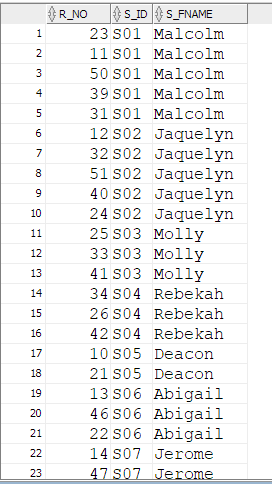 R_NO S_ID S_FNAME
1 23 S01 Malcolm
2 11 S01 Malcolm
3 50 S01 Malcolm
4 39 S01 Malcolm
5 31 S01 Malcolm
6 12 S02 Jaquelyn
7 32 S02 Jaquelyn
8 51 S02 Jaquelyn
9 40 S02 Jaquelyn
10 24 S02 Jaquelyn
11 25 S03 Molly
12 33 S03 Molly
13 41 S03 Molly
14 34 S04 Rebekah
15 26 S04 Rebekah
16 42 S04 Rebekah
17 10 S05 Deacon
18 21 S05 Deacon
19 13 S06 Abigail
20 46 S06 Abigail
21 22 S06 Abigail
22 14 S07 Jerome
23 47 S07 Jerome